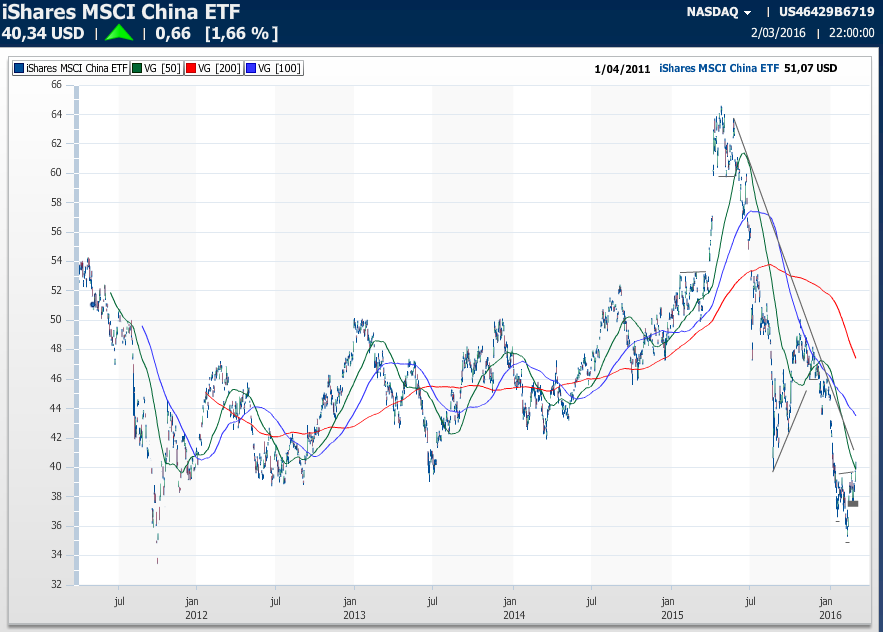 iShares MSCI China ETF
NASDAQ | US46429B6719
40,34 USD | | 0,66 [1,66 %]
2/03/2016 | 22:00:00
iShares MSCI China ETF VG [50] VG [200] VG [100]
1/04/2011 iShares MSCI China ETF 51,07 USD
66
64
62
60
58
56
54
52
50
48
46
44
42
40
38
36
34
32
jul jan jul jan jul jan jul jan jul jan
2012 2013 2014 2015 2016